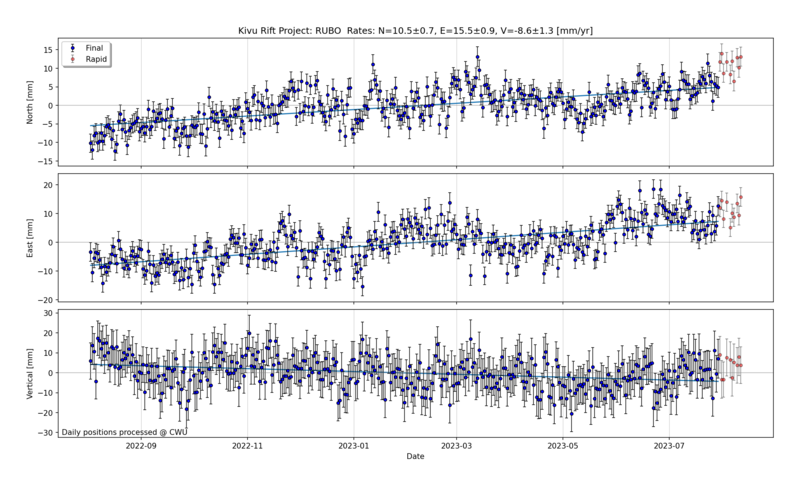 Kivu Rift Project: RUBO Rates: N=10.5±0.7, E=15.5±0.9, V=-8.6±1.3 [mm/yr]
Final
Rapid
North [mm]
15
10
5
0
−5
−10
−15
East [mm]
20
10
0
−10
−20
Vertical [mm]
30
20
10
0
−10
−20
−30
Daily positions processed @ CWU
2022-09 2022-11 2023-01 2023-03 2023-05 2023-07
Date